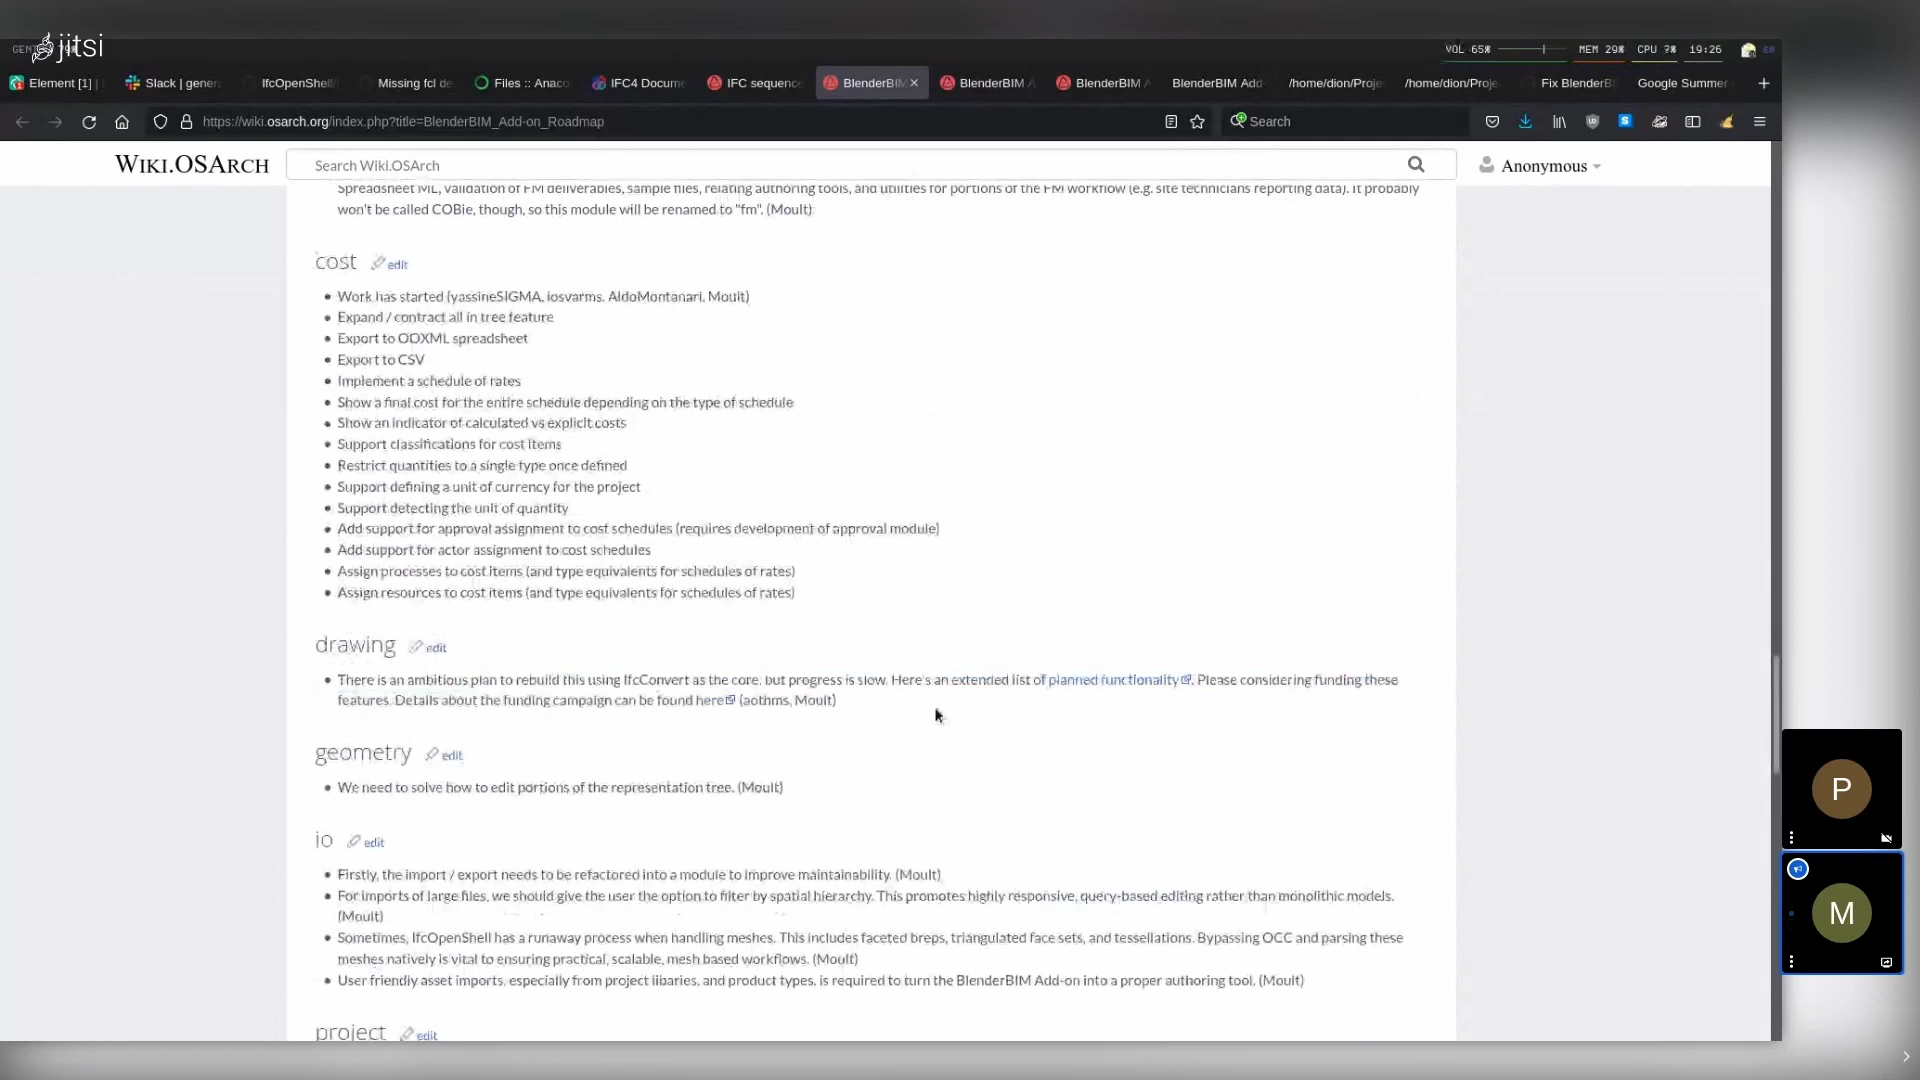 jitsi
VOL 65% MEM 29% CPU 7% 19:26
Element [1] | Slack | gener IfcOpenShell/ Missing fcl de Files :: Anaco IFC4 Docume IFC sequence BlenderBIM BlenderBIM A BlenderBIM A BlenderBIM Add /home/dion/Proje /home/dion/Proje Fix BlenderB Google Summer
https://wiki.osarch.org/index.php?title=BlenderBIM_Add-on_Roadmap Search
WIKI.OSARCH Search Wiki.OSArch Anonymous
Spreadsheet ML, validation of FM deliverables, sample files, relating authoring tools, and utilities for portions of the FM workflow (e.g. site technicians reporting data). It probably
won't be called COBie, though, so this module will be renamed to "fm". (Moult)
cost edit
Work has started (yassineSIGMA, iosvarms, AldoMontanari, Moult)
Expand / contract all in tree feature
Export to ODXML spreadsheet
Export to CSV
Implement a schedule of rates
Show a final cost for the entire schedule depending on the type of schedule
Show an indicator of calculated vs explicit costs
Support classifications for cost items
Restrict quantities to a single type once defined
Support defining a unit of currency for the project
Support detecting the unit of quantity
Add support for approval assignment to cost schedules (requires development of approval module)
Add support for actor assignment to cost schedules
Assign processes to cost items (and type equivalents for schedules of rates)
Assign resources to cost items (and type equivalents for schedules of rates)
drawing edit
There is an ambitious plan to rebuild this using IfcConvert as the core, but progress is slow. Here's an extended list of planned functionality. Please considering funding these
features. Details about the funding campaign can be found here (aothms, Moult)
geometry edit
We need to solve how to edit portions of the representation tree. (Moult)
io edit
Firstly, the import / export needs to be refactored into a module to improve maintainability. (Moult)
For imports of large files, we should give the user the option to filter by spatial hierarchy. This promotes highly responsive, query-based editing rather than monolithic models.
(Moult)
Sometimes, IfcOpenShell has a runaway process when handling meshes. This includes faceted breps, triangulated face sets, and tessellations. Bypassing OCC and parsing these
meshes natively is vital to ensuring practical, scalable, mesh based workflows. (Moult)
User friendly asset imports, especially from project libaries, and product types, is required to turn the BlenderBIM Add-on into a proper authoring tool. (Moult)
project edit
P
M